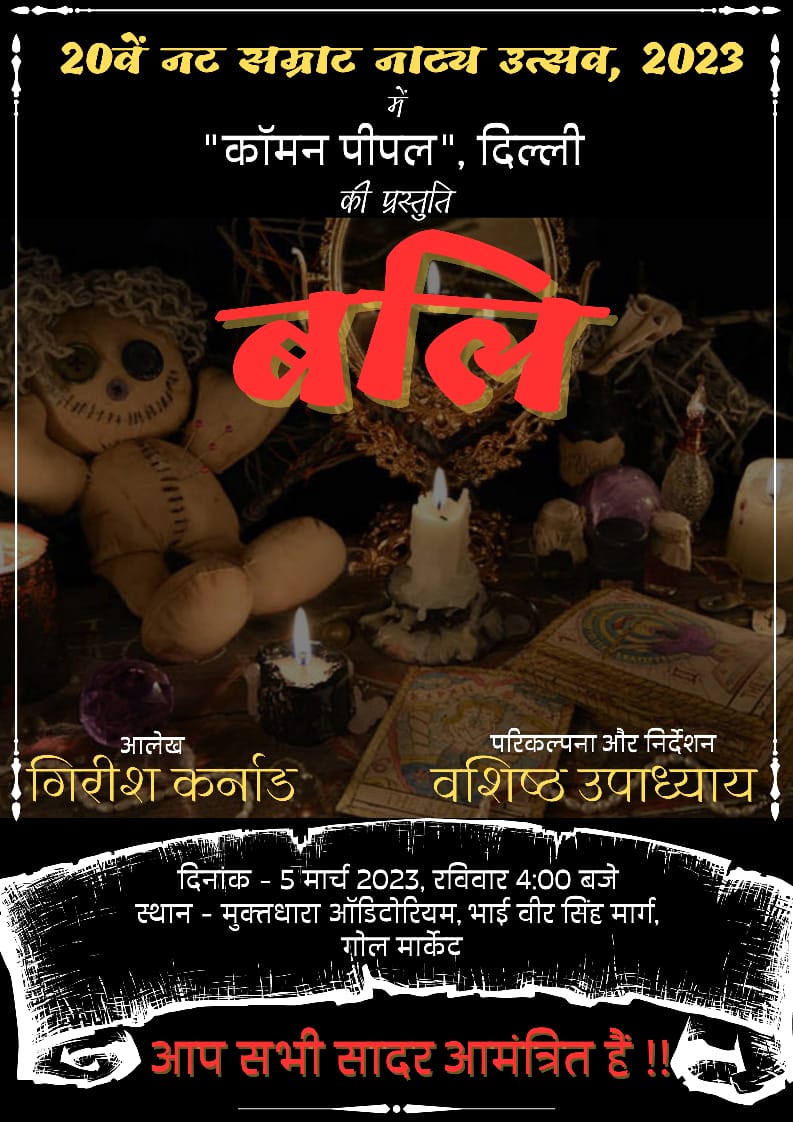 20वें नट सम्राट नाट्य उत्सव, 2023
में
"कॉमन पीपल", दिल्ली
की प्रस्तुति
बलि
आलेख
गिरीश कर्नाड
परिकल्पना और निर्देशन
वशिष्ठ उपाध्याय
दिनांक - 5 मार्च 2023, रविवार 4:00 बजे
स्थान - मुक्तधारा ऑडिटोरियम, भाई वीर सिंह मार्ग,
गोल मार्केट
आप सभी सादर आमंत्रित हैं !!